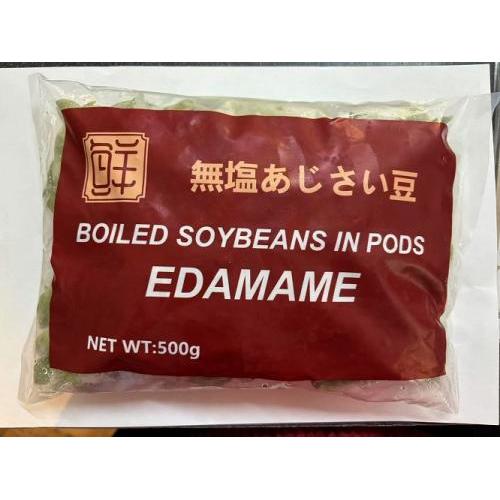 鮮
無塩あじさい豆
BOILED SOYBEANS IN PODS
EDAMAME
NET WT:500g